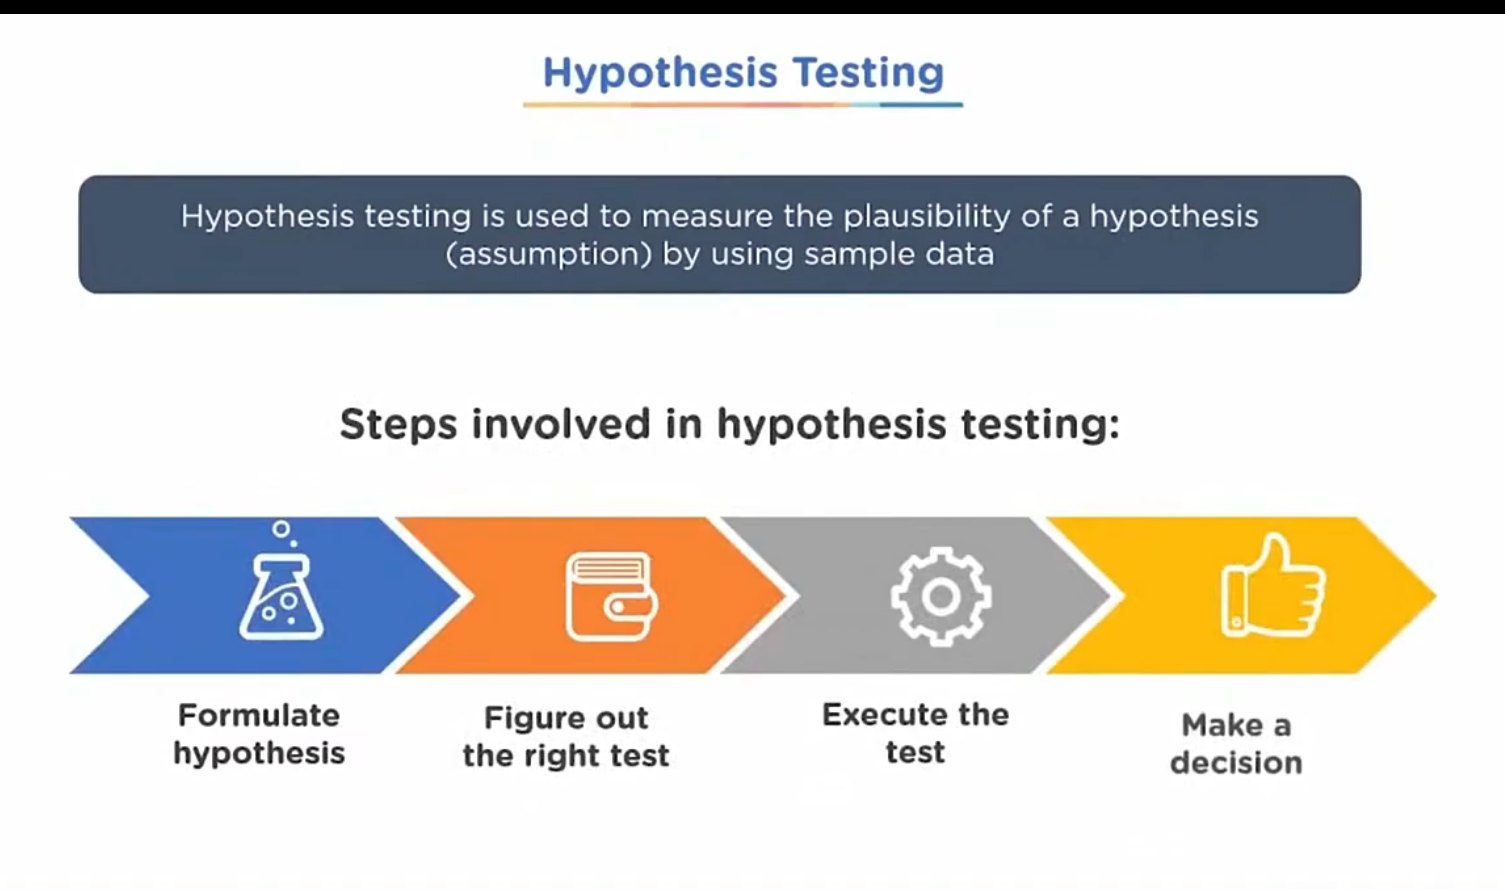 Hypothesis Testing
Hypothesis testing is used to measure the plausibility of a hypothesis
(assumption) by using sample data
Steps involved in hypothesis testing:
Formulate
hypothesis
Figure out
the right test
Execute the
test
Make a
decision